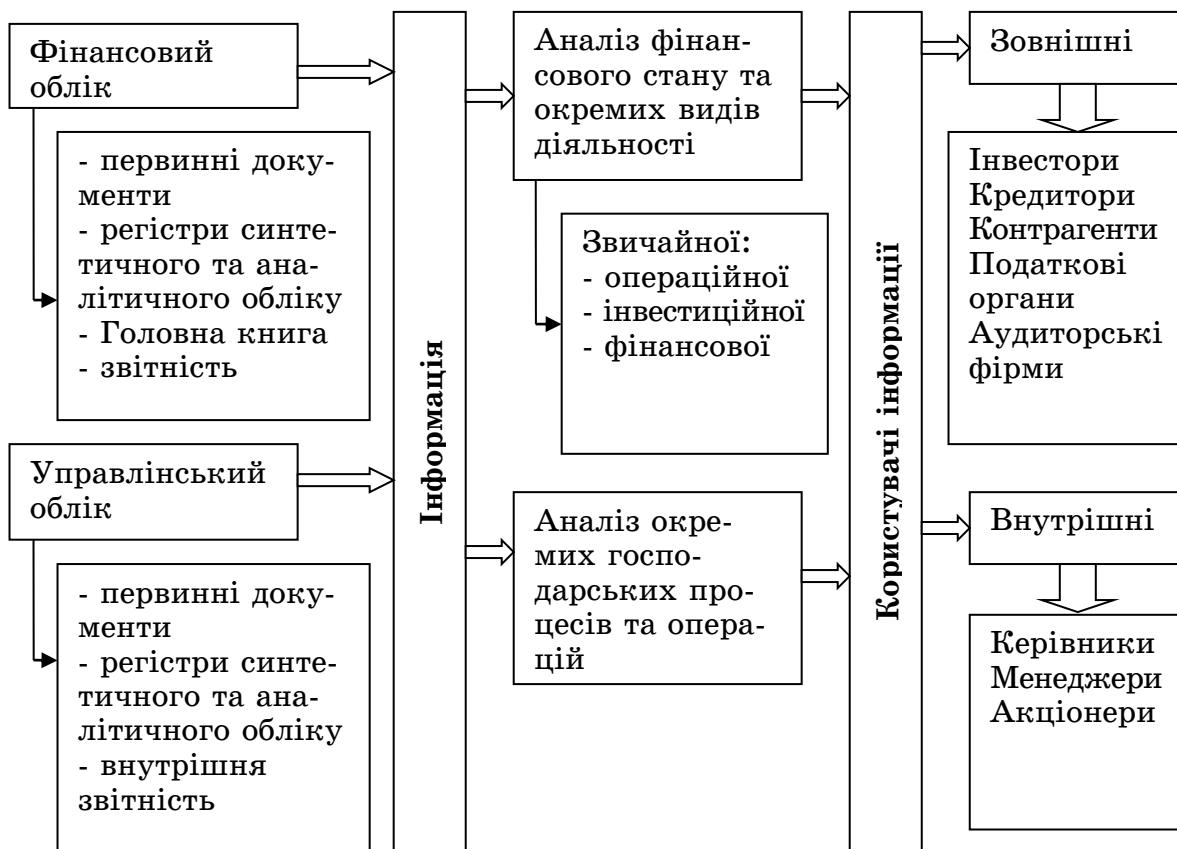 Фінансовий
облік
- первинні доку-
менти
- регістри синте-
тичного та ана-
літичного обліку
- Головна книга
- звітність
Управлінський
облік
- первинні доку-
менти
- регістри синте-
тичного та ана-
літичного обліку
- внутрішня
звітність
Інформація
Аналіз фінан-
сового стану та
окремих видів
діяльності
Звичайної:
- операційної
- інвестиційної
- фінансової
Аналіз окре-
мих госпо-
дарських про-
цесів та опера-
цій
Користувачі інформації
Зовнішні
Інвестори
Кредитори
Контрагенти
Податкові
органи
Аудиторські
фірми
Внутрішні
Керівники
Менеджери
Акціонери